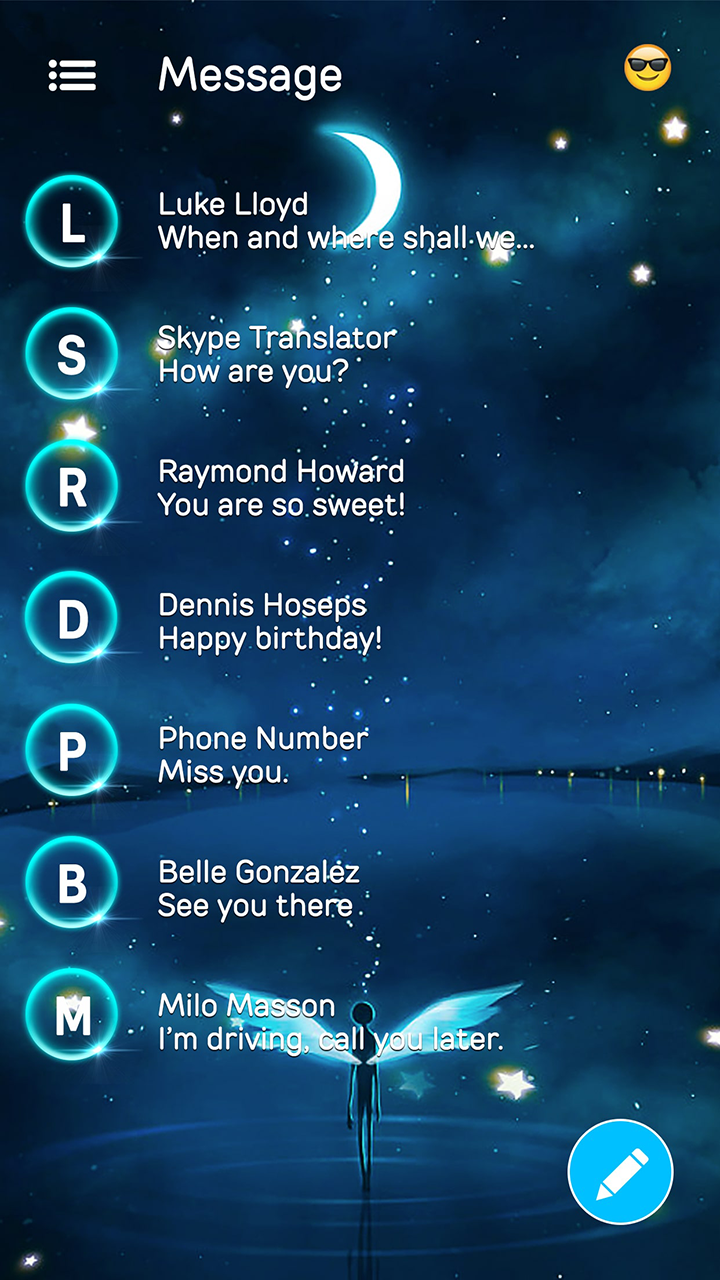 Message
L
Luke Lloyd
When and where shall we...
S
Skype Translator
How are you?
R
Raymond Howard
You are so sweet!
D
Dennis Hoseps
Happy birthday!
P
Phone Number
Miss you.
B
Belle Gonzalez
See you there
M
Milo Masson
I'm driving, call you later.